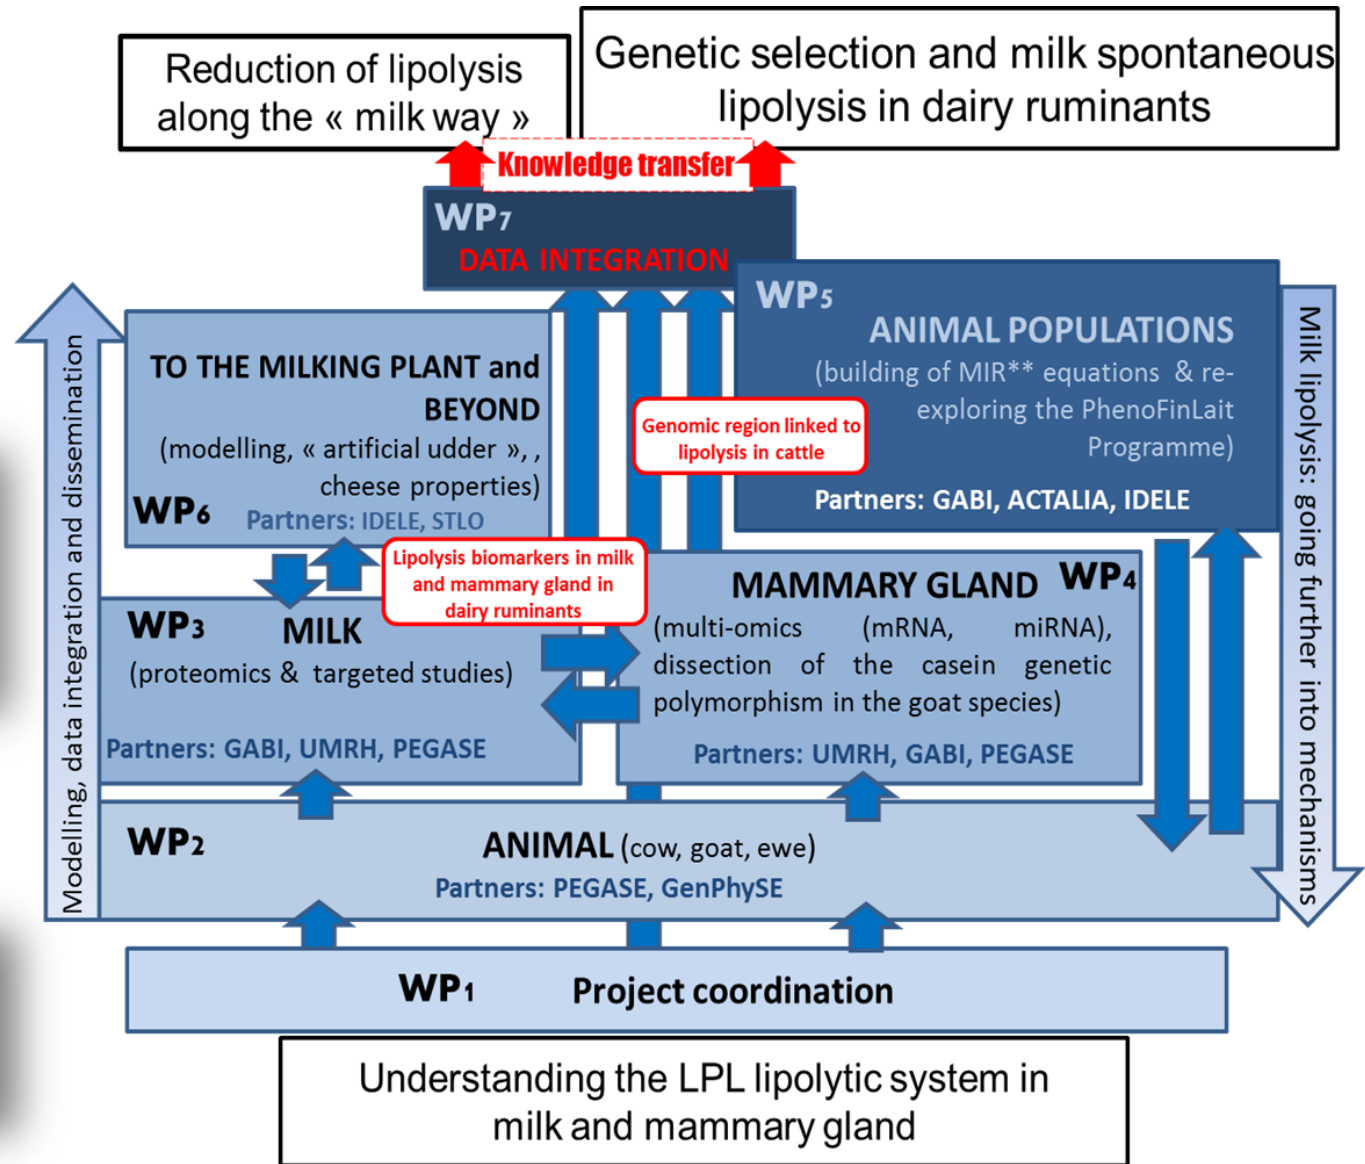 Reduction of lipolysis
along the « milk way »
Genetic selection and milk spontaneous
lipolysis in dairy ruminants
Knowledge transfer
WP7
DATA INTEGRATION
WP5
ANIMAL POPULATIONS
(building of MIR** equations & re-
exploring the PhenoFinLait
Programme)
Partners: GABI, ACTALIA, IDELE
TO THE MILKING PLANT and
BEYOND
(modelling, « artificial udder », ,
cheese properties)
WP6
Partners: IDELE, STLO
Genomic region linked to
lipolysis in cattle
Lipolysis biomarkers in milk
and mammary gland in
dairy ruminants
WP3
MILK
(proteomics & targeted studies)
Partners: GABI, UMRH, PEGASE
MAMMARY GLAND
WP4
(multi-omics (mRNA, miRNA),
dissection of the casein genetic
polymorphism in the goat species)
Partners: UMRH, GABI, PEGASE
WP2
ANIMAL (cow, goat, ewe)
Partners: PEGASE, GenPhySE
WP1
Project coordination
Understanding the LPL lipolytic system in
milk and mammary gland
Modelling, data integration and dissemination
Milk lipolysis: going further into mechanisms